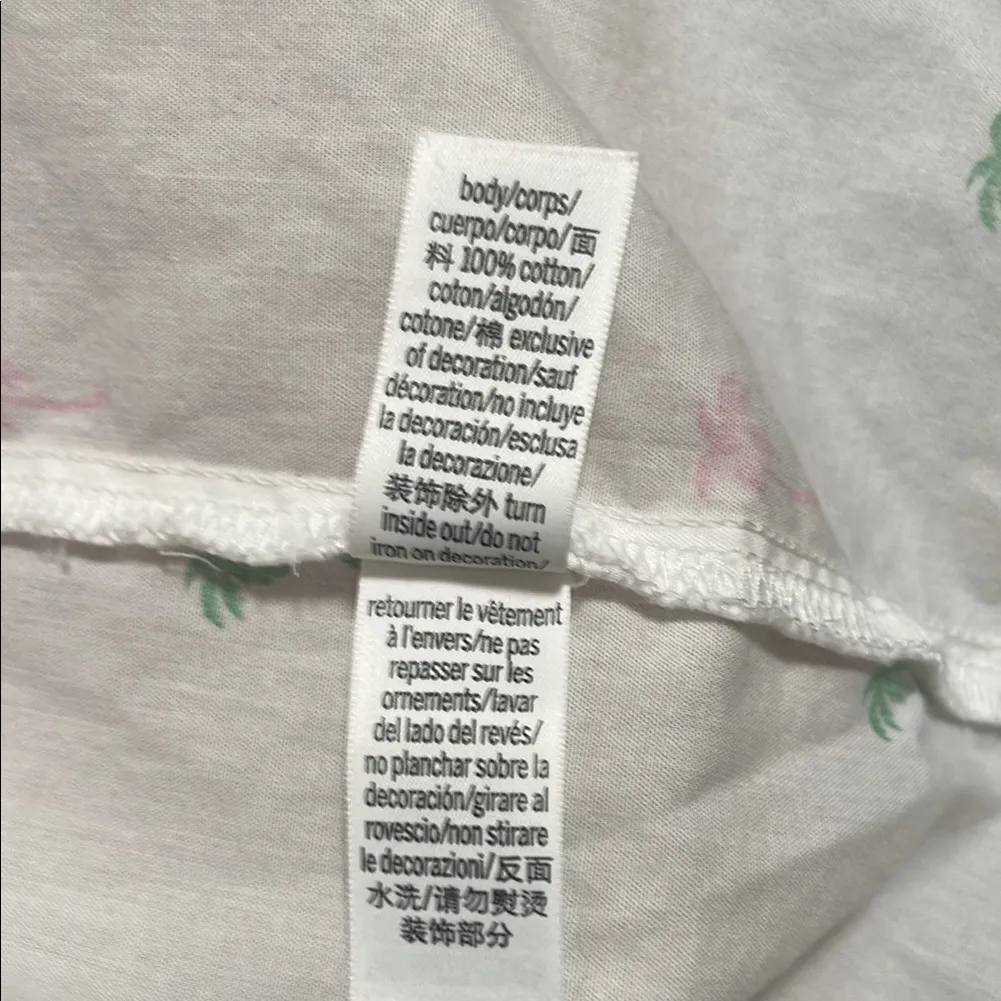 body/corps/
cuerpo/corpo/面
料 100% cotton/
coton/algodón/
cotone/棉 exclusive
of decoration/sauf
décoration/no incluye
la decoración/esclusa
la decorazione/
装饰除外 turn
inside out/do not
iron on decoration/
retourner le vêtement
à l'envers/ne pas
repasser sur les
ornements/lavar
del lado del revés/
no planchar sobre la
decoración/girare al
rovescio/non stirare
le decorazioni/反面
水洗/请勿熨烫
装饰部分